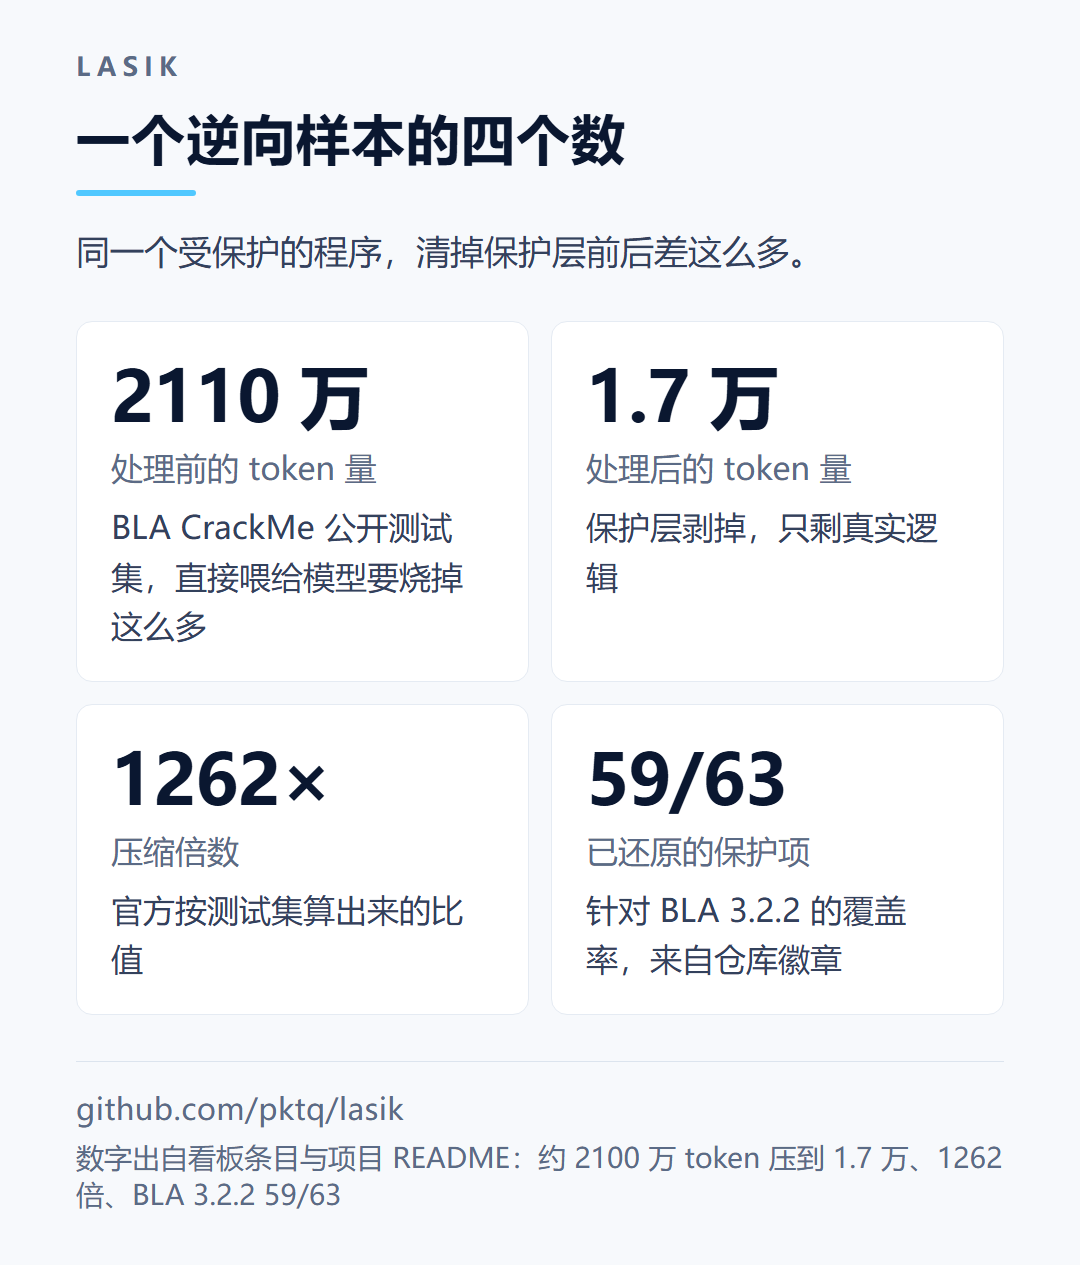 LASIK
一个逆向样本的四个数
同一个受保护的程序，清掉保护层前后差这么多。
2110 万
处理前的 token 量
BLA CrackMe 公开测试
集，直接喂给模型要烧掉
这么多
1.7 万
处理后的 token 量
保护层剥掉，只剩真实逻
辑
1262×
压缩倍数
官方按测试集算出来的比
值
59/63
已还原的保护项
针对 BLA 3.2.2 的覆盖
率，来自仓库徽章
github.com/pktq/lasik
数字出自看板条目与项目 README：约 2100 万 token 压到 1.7 万、1262
倍、BLA 3.2.2 59/63